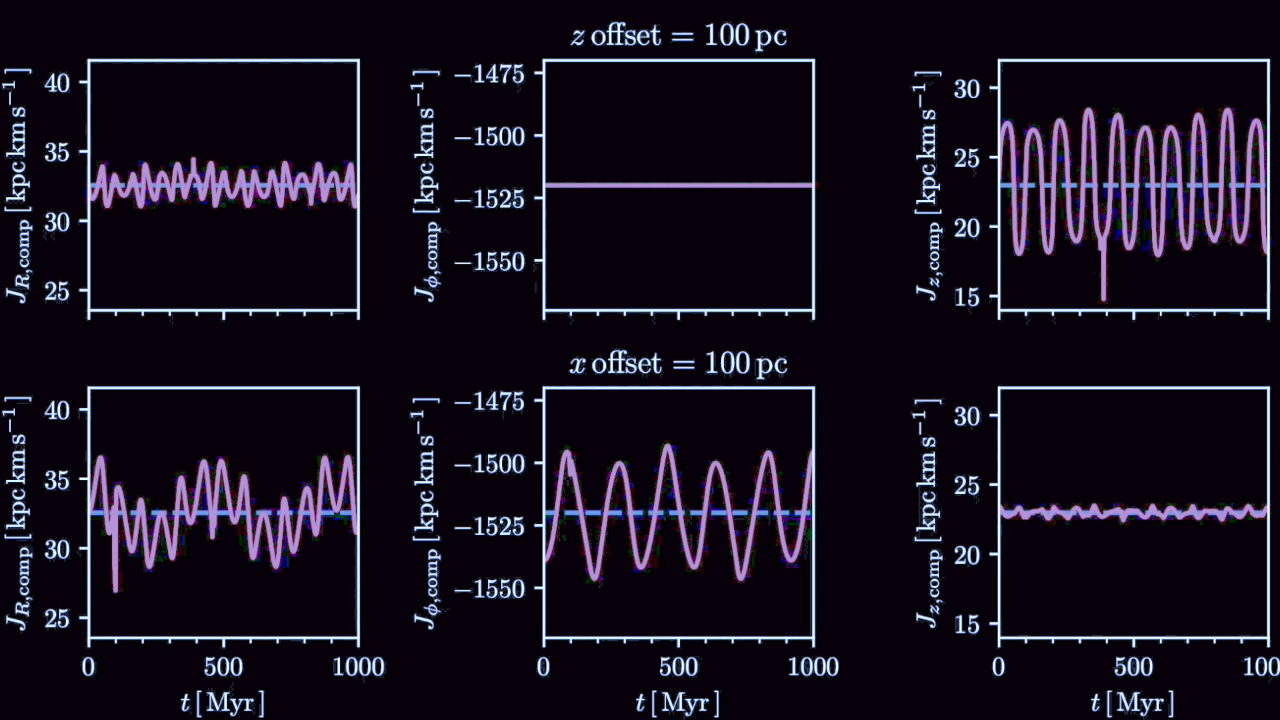 z offset = 100 pc
40
35
30
25
J_{R,comp} [kpc km s^{-1}]
−1475
−1500
−1525
−1550
J_{ϕ,comp} [kpc km s^{-1}]
30
25
20
15
J_{z,comp} [kpc km s^{-1}]
x offset = 100 pc
40
35
30
25
J_{R,comp} [kpc km s^{-1}]
0 500 1000
t [Myr]
−1475
−1500
−1525
−1550
J_{ϕ,comp} [kpc km s^{-1}]
0 500 1000
t [Myr]
30
25
20
15
J_{z,comp} [kpc km s^{-1}]
0 500 100
t [Myr]